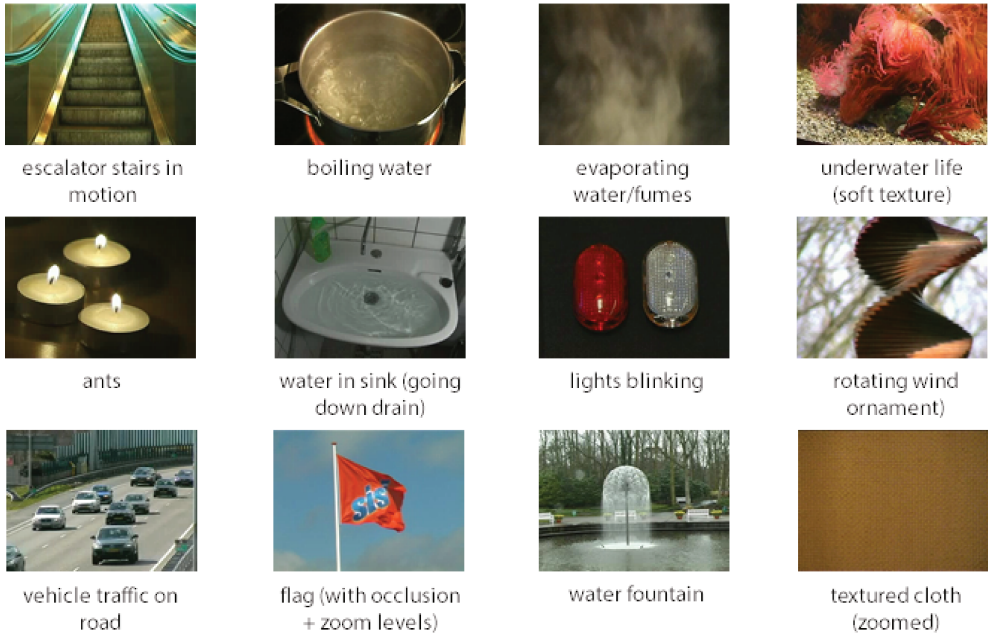 escalator stairs in
motion
boiling water
evaporating
water/fumes
underwater life
(soft texture)
ants
water in sink (going
down drain)
lights blinking
rotating wind
ornament)
sis
vehicle traffic on
road
flag (with occlusion
+ zoom levels)
water fountain
textured cloth
(zoomed)